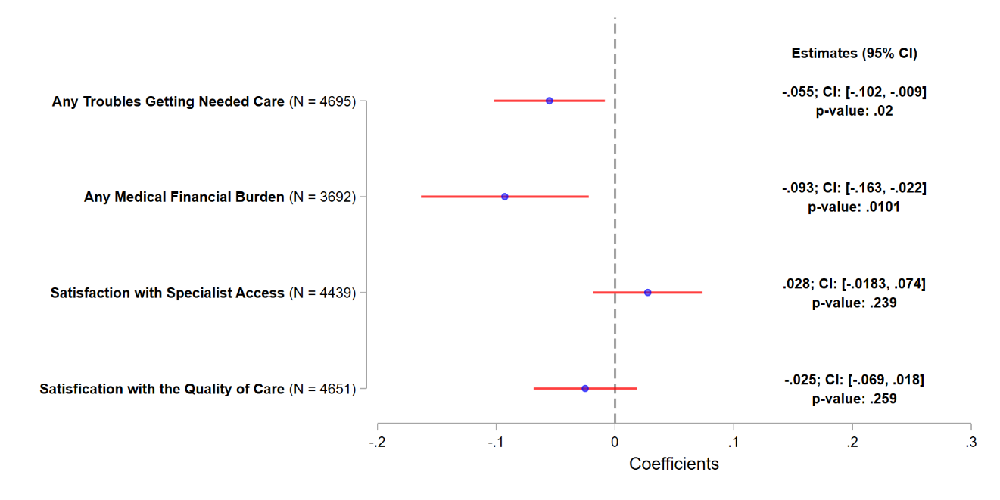 Estimates (95% CI)
Any Troubles Getting Needed Care (N = 4695)
-.055; CI: [-.102, -.009]
p-value: .02
Any Medical Financial Burden (N = 3692)
-.093; CI: [-.163, -.022]
p-value: .0101
Satisfaction with Specialist Access (N = 4439)
.028; CI: [-.0183, .074]
p-value: .239
Satisfication with the Quality of Care (N = 4651)
-.025; CI: [-.069, .018]
p-value: .259
-.2 -.1 0 .1 .2 .3
Coefficients